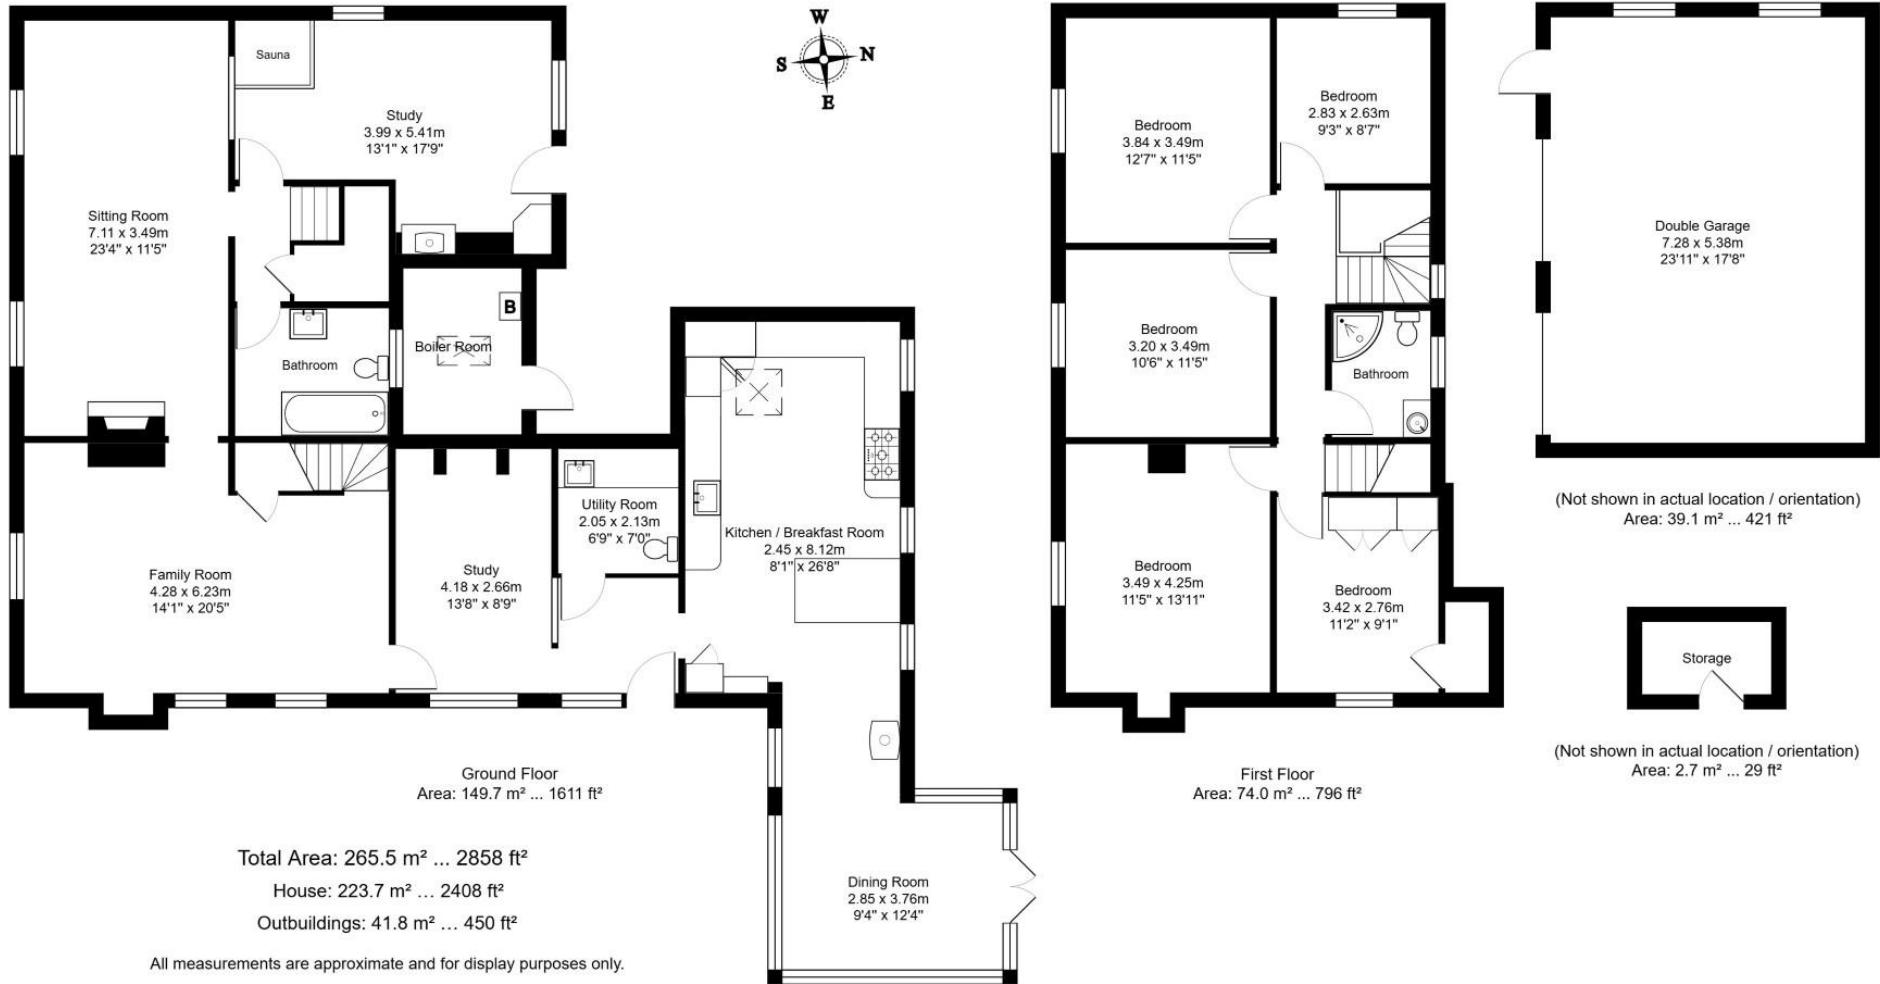 Sauna
Study
3.99 x 5.41m
13'1" x 17'9"
Sitting Room
7.11 x 3.49m
23'4" x 11'5"
B
Boiler Room
Bathroom
Utility Room
2.05 x 2.13m
6'9" x 7'0"
Kitchen / Breakfast Room
2.45 x 8.12m
8'1" x 26'8"
Family Room
4.28 x 6.23m
14'1" x 20'5"
Study
4.18 x 2.66m
13'8" x 8'9"
Dining Room
2.85 x 3.76m
9'4" x 12'4"
Ground Floor
Area: 149.7 m² ... 1611 ft²
W
S
N
E
Bedroom
3.84 x 3.49m
12'7" x 11'5"
Bedroom
2.83 x 2.63m
9'3" x 8'7"
Bedroom
3.20 x 3.49m
10'6" x 11'5"
Bathroom
Bedroom
3.49 x 4.25m
11'5" x 13'11"
Bedroom
3.42 x 2.76m
11'2" x 9'1"
First Floor
Area: 74.0 m² ... 796 ft²
Double Garage
7.28 x 5.38m
23'11" x 17'8"
(Not shown in actual location / orientation)
Area: 39.1 m² ... 421 ft²
Storage
(Not shown in actual location / orientation)
Area: 2.7 m² ... 29 ft²
Total Area: 265.5 m² ... 2858 ft²
House: 223.7 m² ... 2408 ft²
Outbuildings: 41.8 m² ... 450 ft²
All measurements are approximate and for display purposes only.